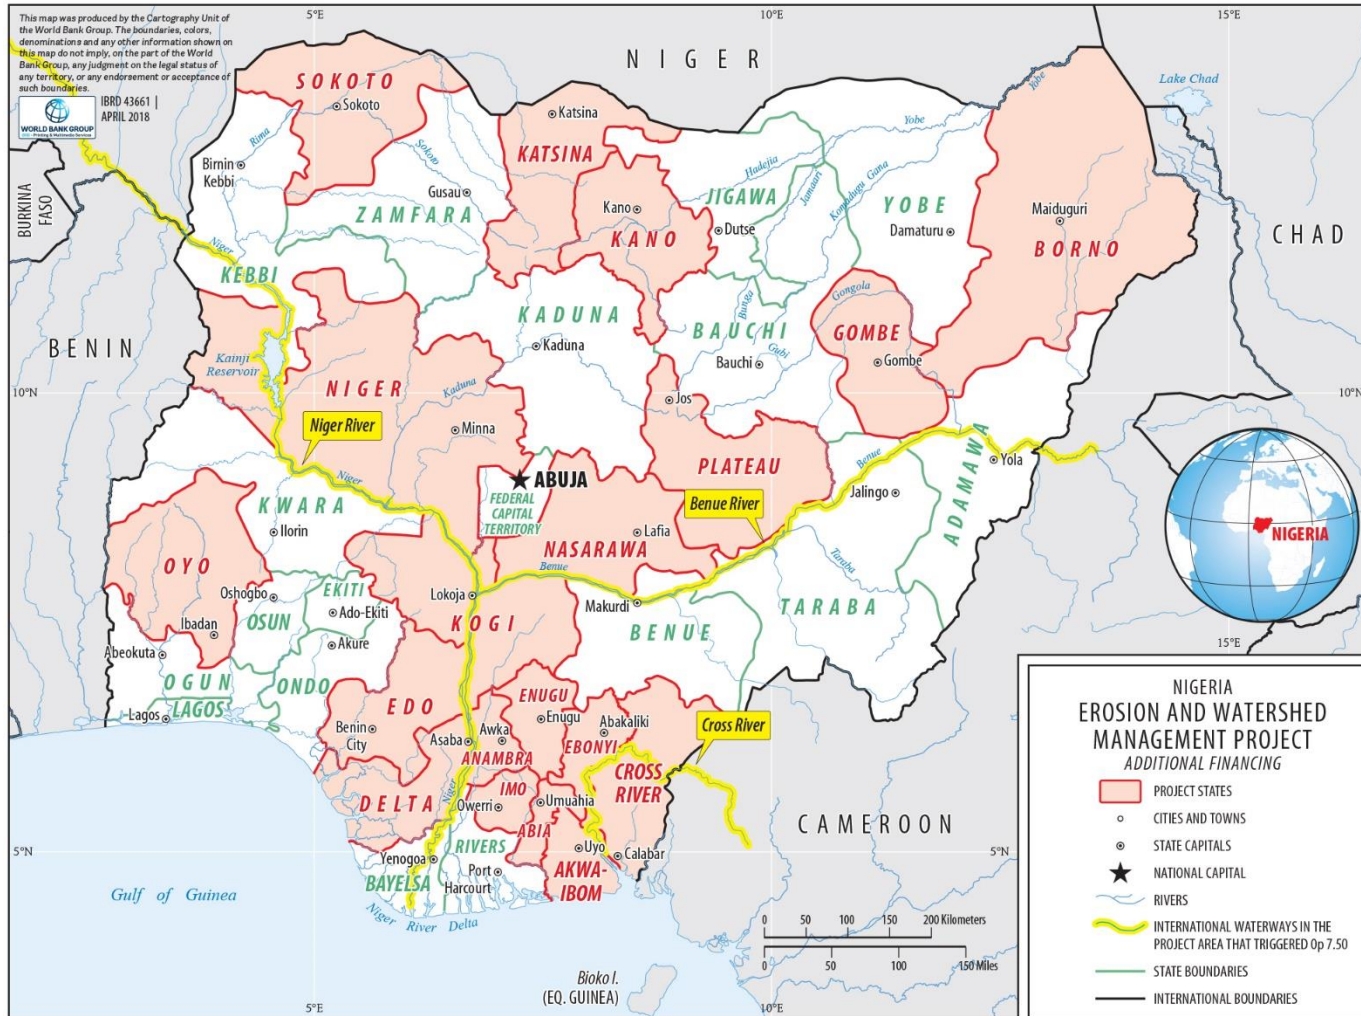 This map was produced by the Cartography Unit of
the World Bank Group. The boundaries, colors,
denominations and any other information shown on
this map do not imply, on the part of the World
Bank Group, any judgment on the legal status of
any territory, or any endorsement or acceptance of
such boundaries.
WORLD BANK GROUP
IBRD 43661 |
APRIL 2018
5°E
10°E
15°E
NIGER
Lake Chad
SOKOTO
Sokoto
Katsina
Yobe
Yobe
Rima
Birnin
Kebbi
Sokoto
KATSINA
Hadejia
Gusau
JIGAWA
Jamaari
Komadugu Gana
YOBE
BURKINA
FASO
ZAMFARA
Kano
KANO
Dutse
Damaturu
Maiduguri
BORNO
CHAD
Niger
KEBBI
Gongola
KADUNA
Bunga
BAUCHI
GOMBE
BENIN
Kaduna
Gubi
Bauchi
Gombe
Kainji
Reservoir
NIGER
Kaduna
10°N
Jos
10°N
Niger River
Minna
PLATEAU
Benue
Yola
ADAMAWA
Niger
ABUJA
FEDERAL
CAPITAL
TERRITORY
Jalingo
KWARA
Benue River
Ilorin
Lafia
NASARAWA
NIGERIA
OYO
Benue
Taraba
EKITI
Oshogbo
Ado-Ekiti
Lokoja
Makurdi
TARABA
OSUN
KOGI
BENUE
Ibadan
Akure
Abeokuta
15°E
OGUN
ONDO
LAGOS
Lagos
EDO
ENUGU
Enugu
Abakaliki
Benin
City
Asaba
Awka
ANAMBRA
EBONYI
Cross River
CROSS
RIVER
DELTA
Niger
IMO
Owerri
Umuahia
ABIA
CAMEROON
RIVERS
5°N
Yenogoa
Uyo
Calabar
5°N
BAYELSA
Port
Harcourt
AKWA-
IBOM
Gulf of Guinea
Niger River Delta
0 50 100 150 200 Kilometers
0 50 100 150 Miles
Bioko I.
(EQ. GUINEA)
5°E
10°E
NIGERIA
EROSION AND WATERSHED
MANAGEMENT PROJECT
ADDITIONAL FINANCING
PROJECT STATES
CITIES AND TOWNS
STATE CAPITALS
NATIONAL CAPITAL
RIVERS
INTERNATIONAL WATERWAYS IN THE
PROJECT AREA THAT TRIGGERED Op 7.50
STATE BOUNDARIES
INTERNATIONAL BOUNDARIES